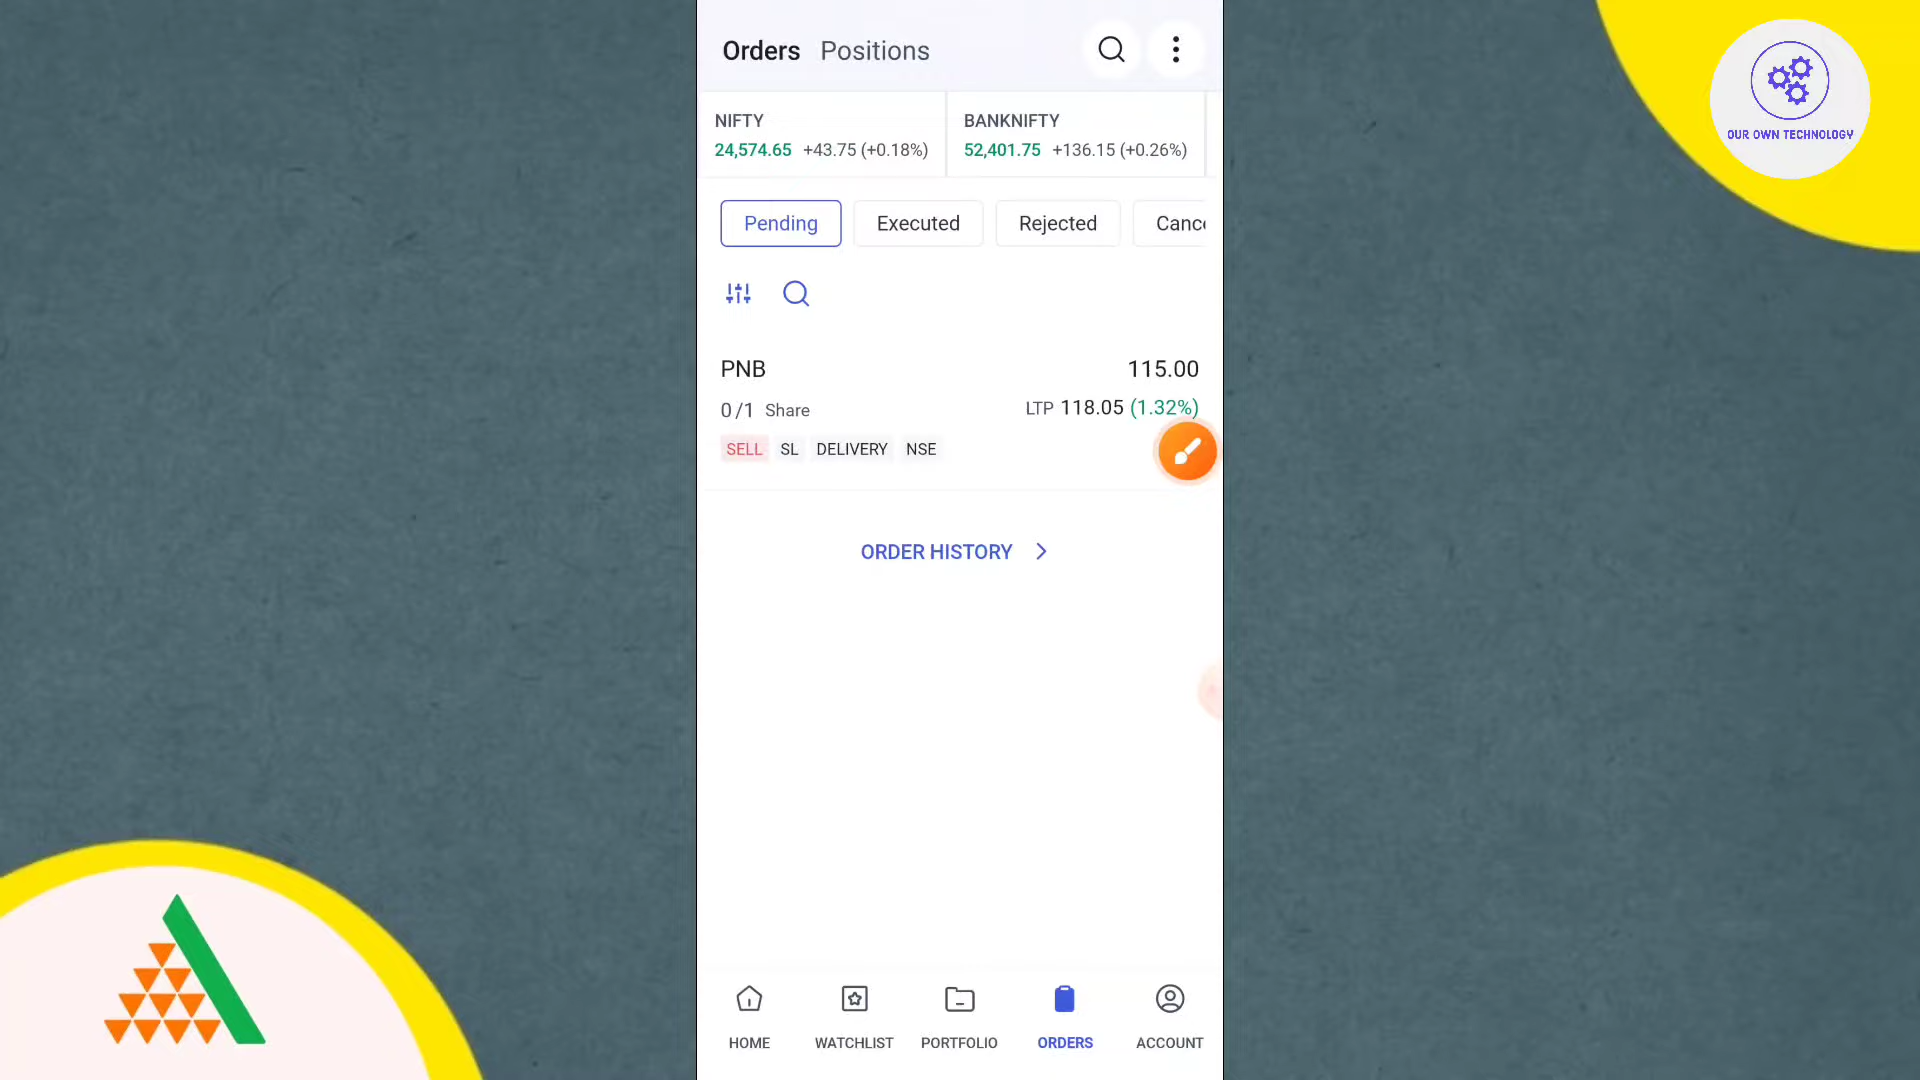 Orders Positions
OUR OWN TECHNOLOGY
NIFTY
24,574.65 +43.75 (+0.18%)
BANKNIFTY
52,401.75 +136.15 (+0.26%)
Pending Executed Rejected Canc
PNB 115.00
0/1 Share LTP 118.05 (1.32%)
SELL SL DELIVERY NSE
ORDER HISTORY
HOME WATCHLIST PORTFOLIO ORDERS ACCOUNT